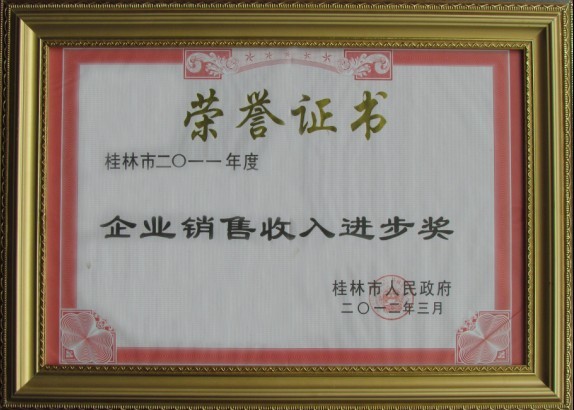 荣誉证书
桂林市二〇一一年度
企业销售收入进步奖
桂林市人民政府
二〇一二年三月